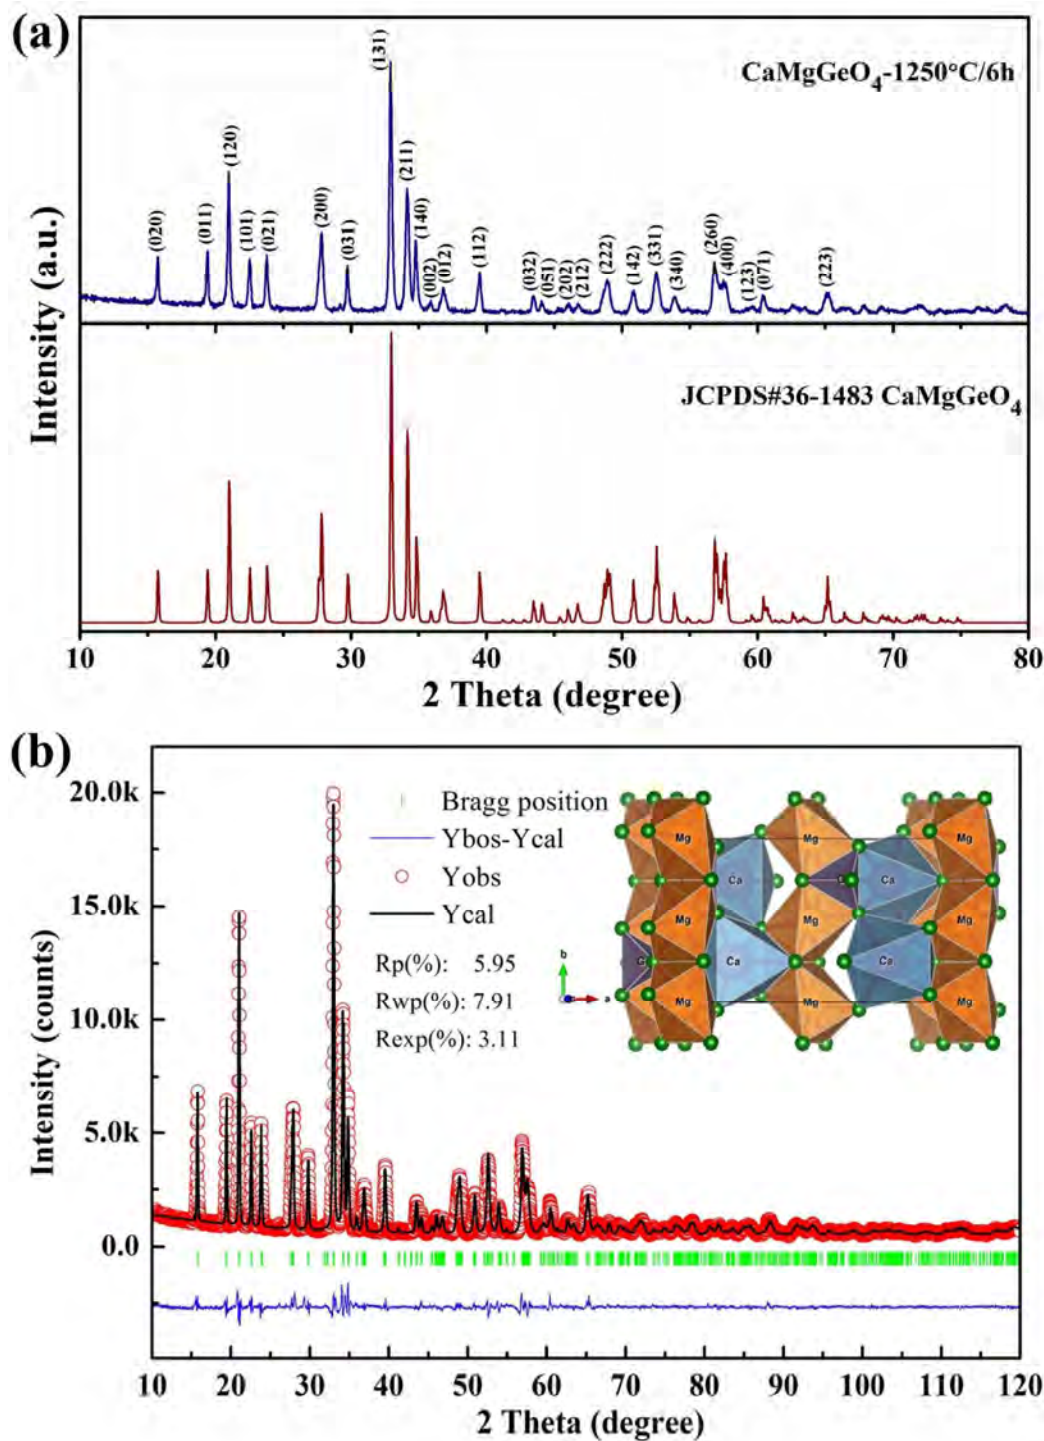 (a)
CaMgGeO₄-1250°C/6h
(020)
(011)
(120)
(101)
(021)
(200)
(031)
(131)
(211)
(140)
(002)
(012)
(112)
(032)
(051)
(202)
(212)
(222)
(142)
(331)
(340)
(260)
(400)
(123)
(071)
(223)
Intensity (a.u.)
JCPDS#36-1483 CaMgGeO₄
10 20 30 40 50 60 70 80
2 Theta (degree)
(b)
20.0k
15.0k
10.0k
5.0k
0.0
Intensity (counts)
Bragg position
Ybos-Ycal
Yobs
Ycal
Rp(%): 5.95
Rwp(%): 7.91
Rexp(%): 3.11
Mg Mg Mg
Ca Ca
Mg Mg
Ca Ca
Mg Mg Mg
b
a
10 20 30 40 50 60 70 80 90 100 110 120
2 Theta (degree)